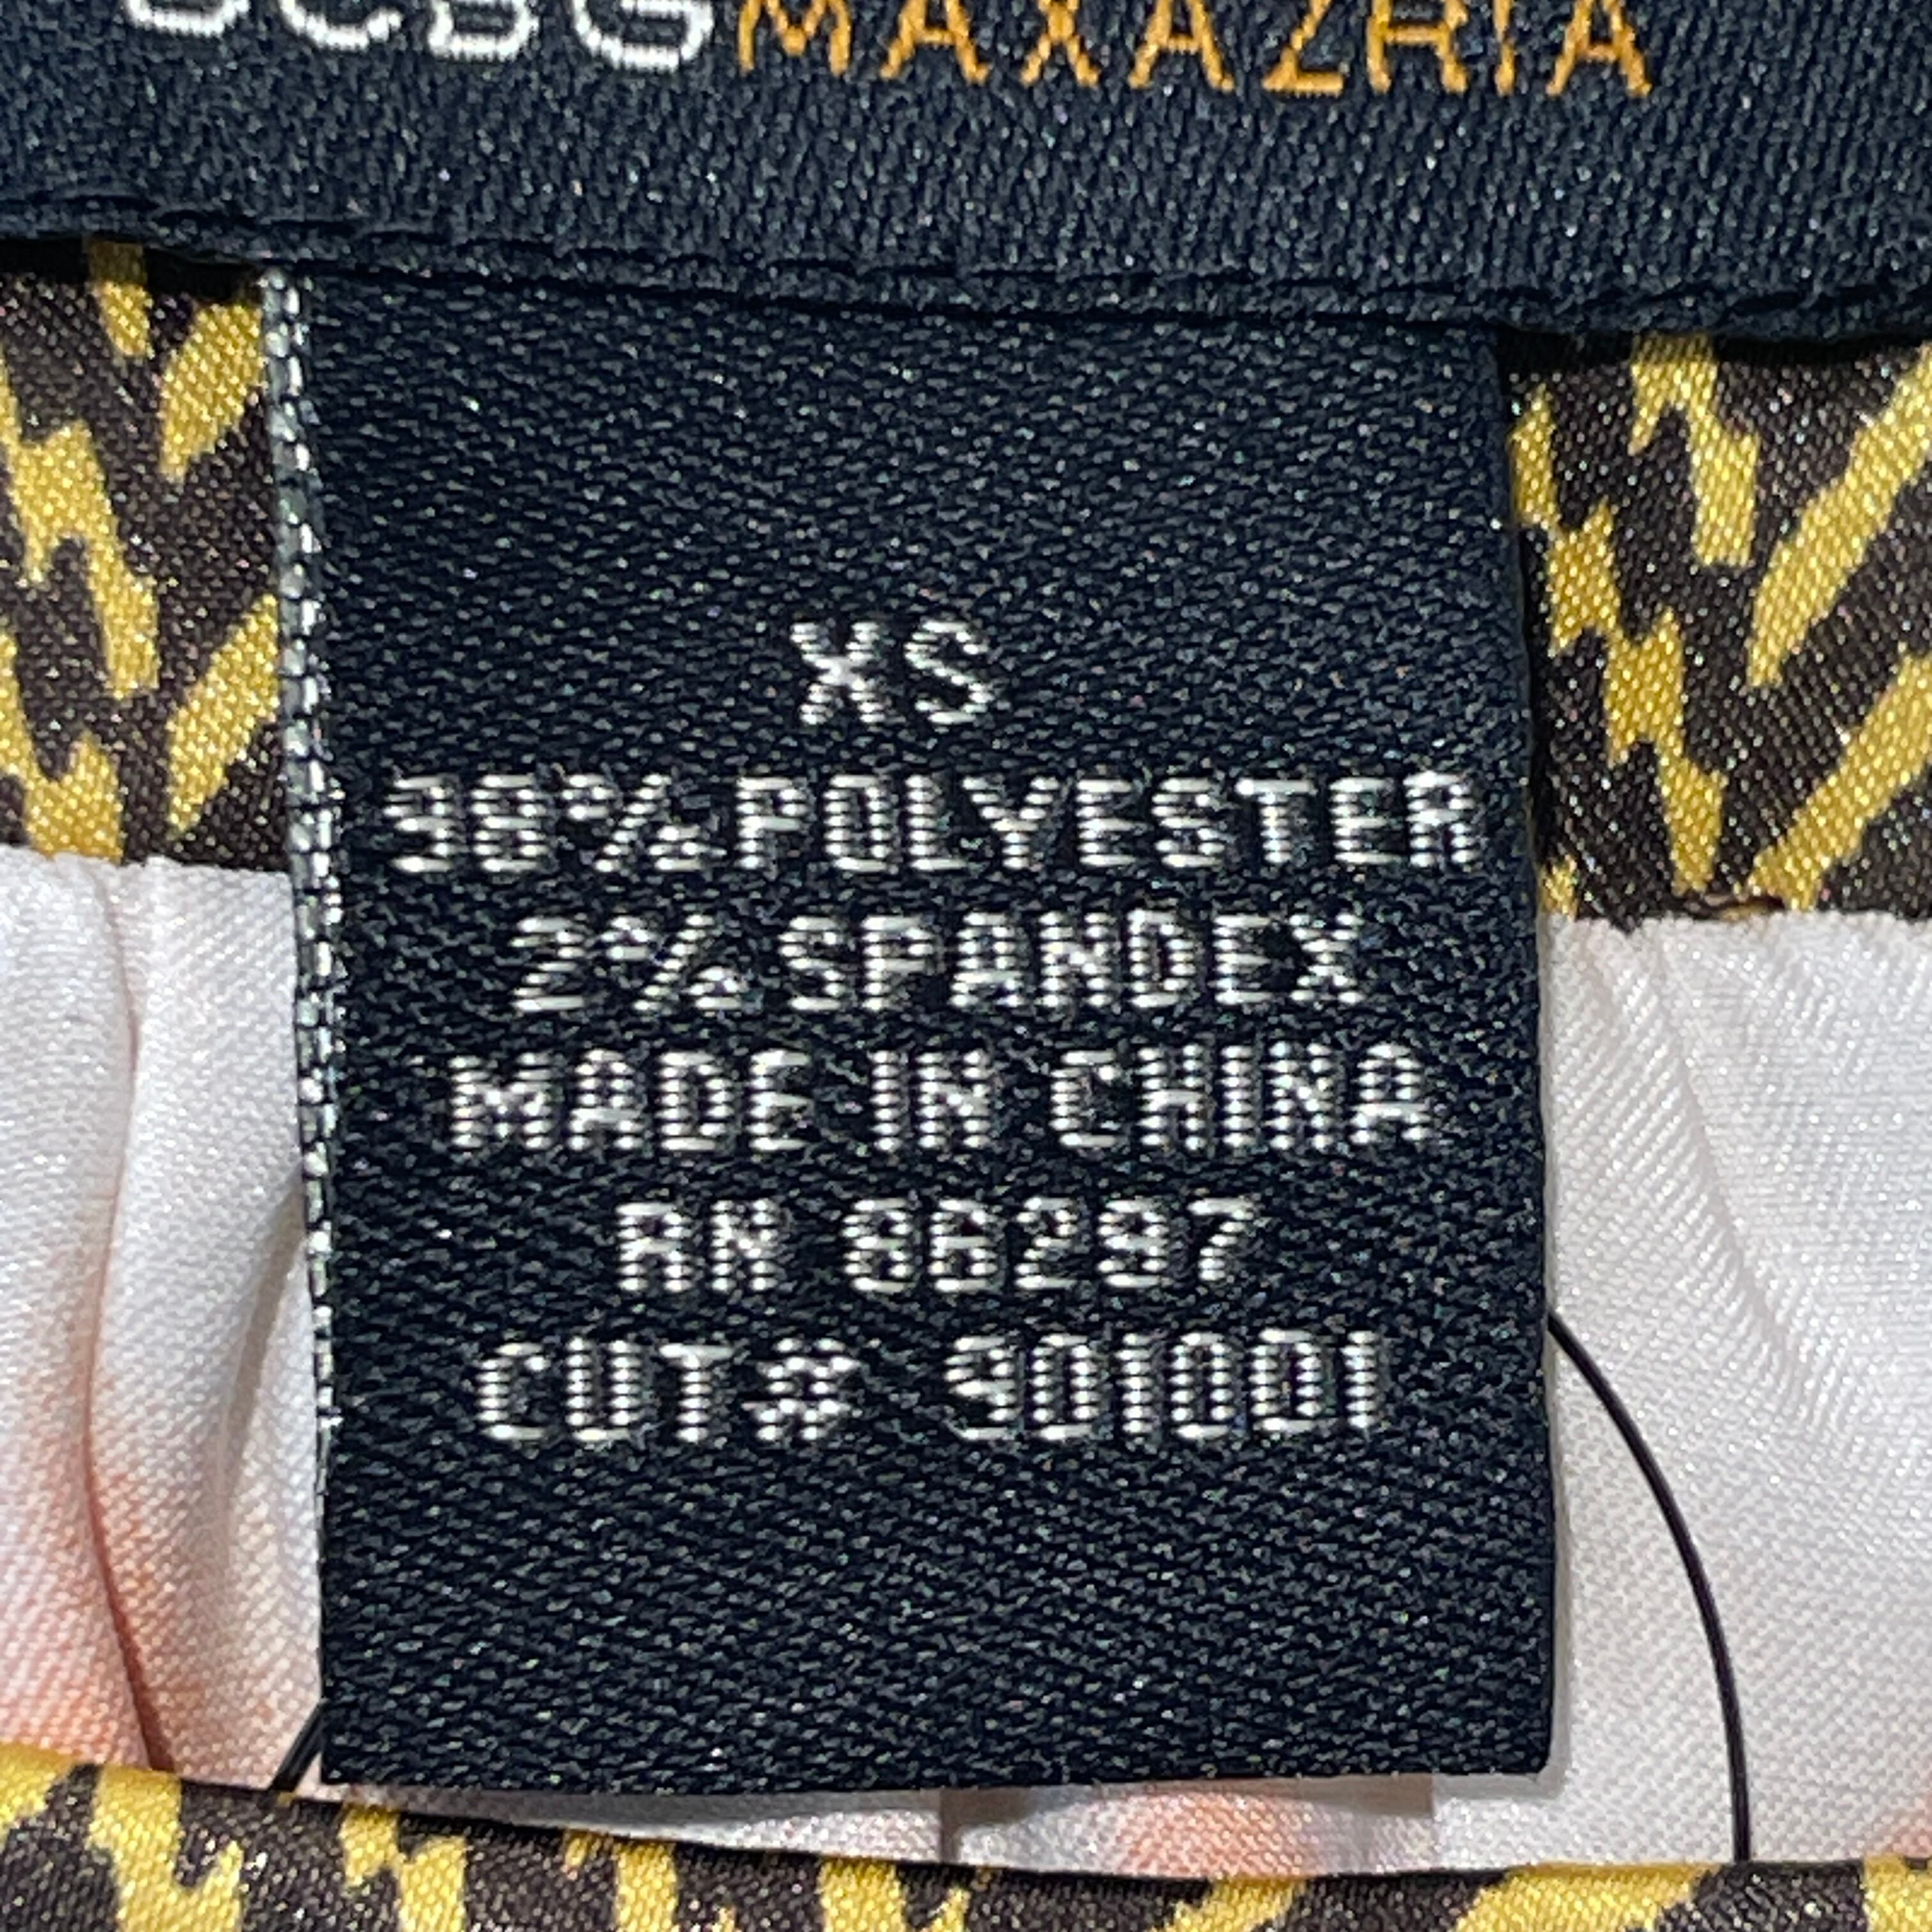 BCBGMAXAZRIA
XS
98% POLYESTER
2% SPANDEX
MADE IN CHINA
RN 86297
CUT# 901001